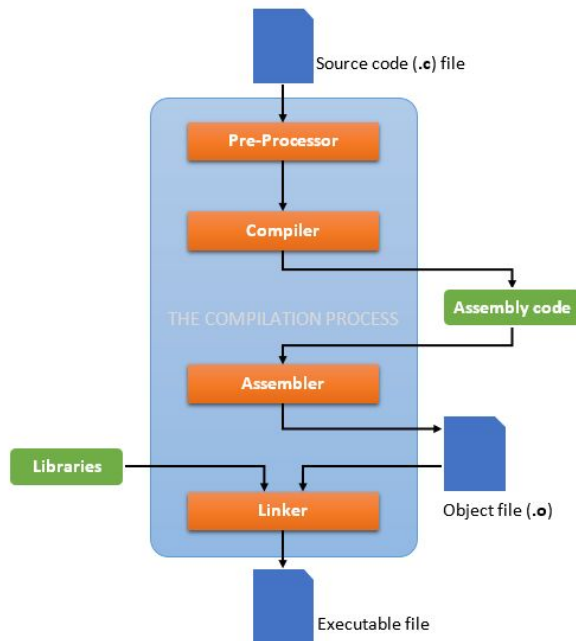 Source code (.c) file
Pre-Processor
Compiler
Assembly code
THE COMPILATION PROCESS
Assembler
Libraries
Linker
Object file (.o)
Executable file